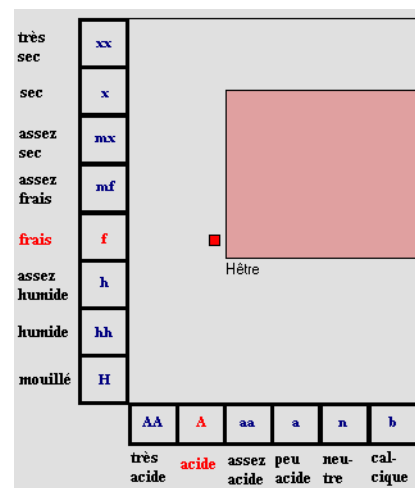 très
sec
xx
sec
x
assez
sec
mx
assez
frais
mf
frais
f
Hêtre
assez
humide
h
humide
hh
mouillé
H
AA
A
aa
a
n
b
très
acide
acide
assez
acide
peu
acide
neu-
tre
cal-
cique